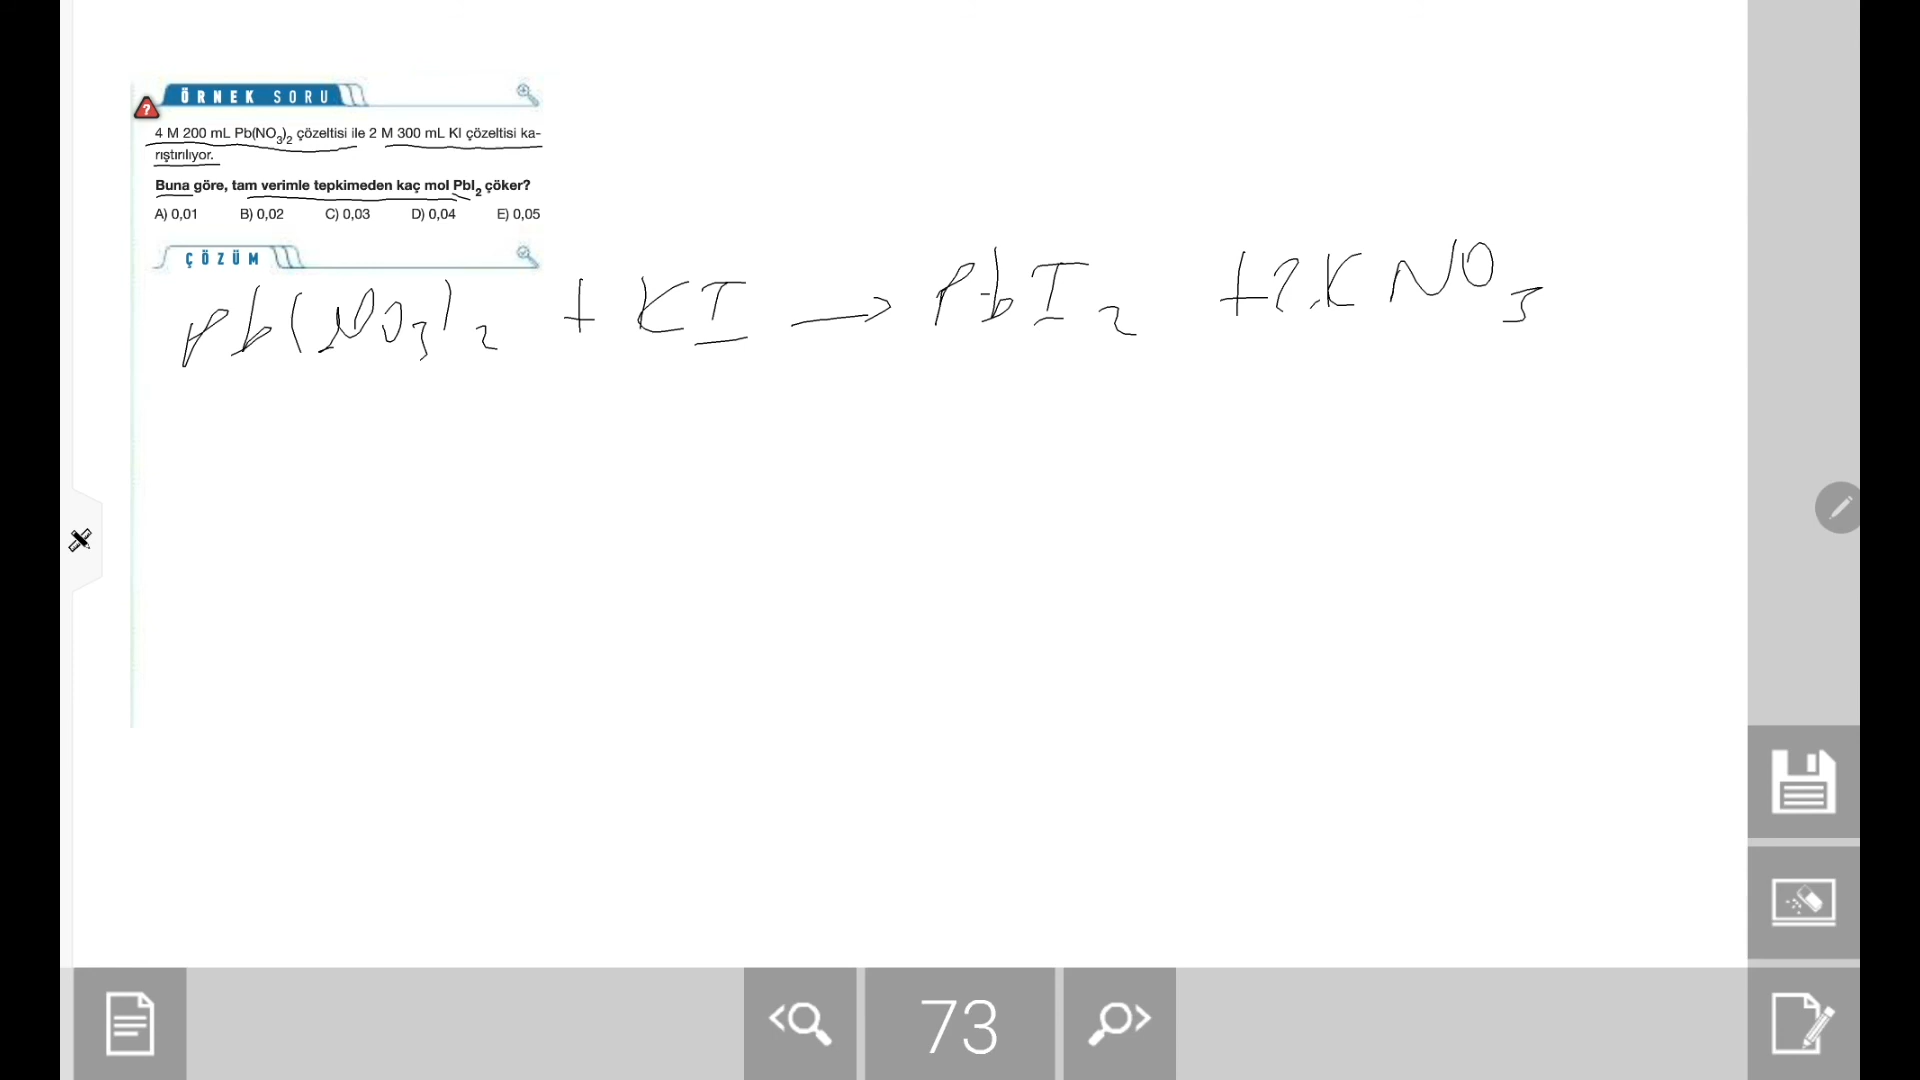 ÖRNEK SORU
4 M 200 mL Pb(NO3)2 çözeltisi ile 2 M 300 mL KI çözeltisi ka-
rıştırılıyor.
Buna göre, tam verimle tepkimeden kaç mol PbI2 çöker?
A) 0,01 B) 0,02 C) 0,03 D) 0,04 E) 0,05
ÇÖZÜM
Pb(NO3)2 + KI → PbI2 + 2KNO3
73